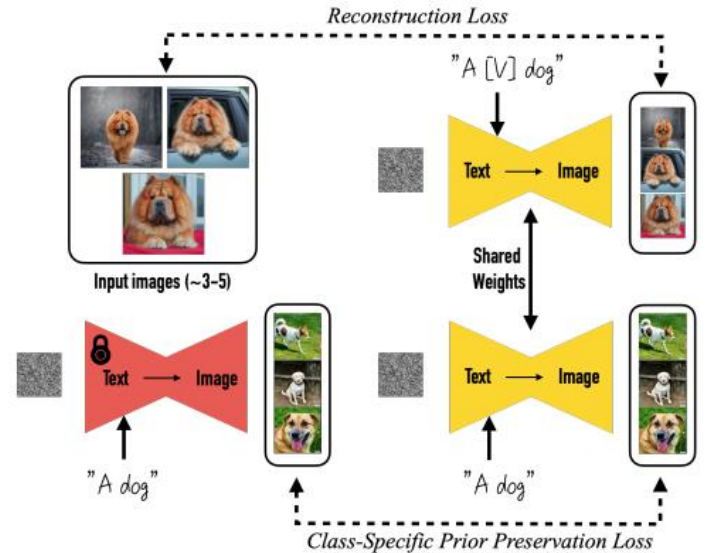 Reconstruction Loss
"A [V] dog"
Text → Image
Input images (~3-5)
Shared
Weights
Text → Image
Text → Image
"A dog"
"A dog"
Class-Specific Prior Preservation Loss